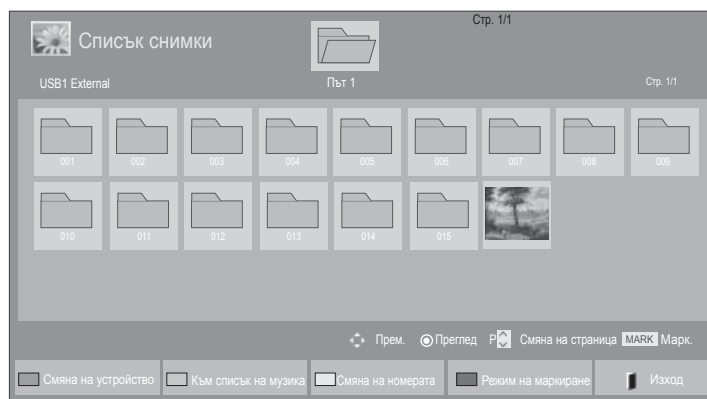 Списък снимки
Стр. 1/1
USB1 External
Път 1
Стр. 1/1
001 002 003 004 005 006 007 008 009
010 011 012 013 014 015
Прем. Преглед P Смяна на страница MARK Марк.
Смяна на устройство Към списък на музика Смяна на номерата Режим на маркиране Изход